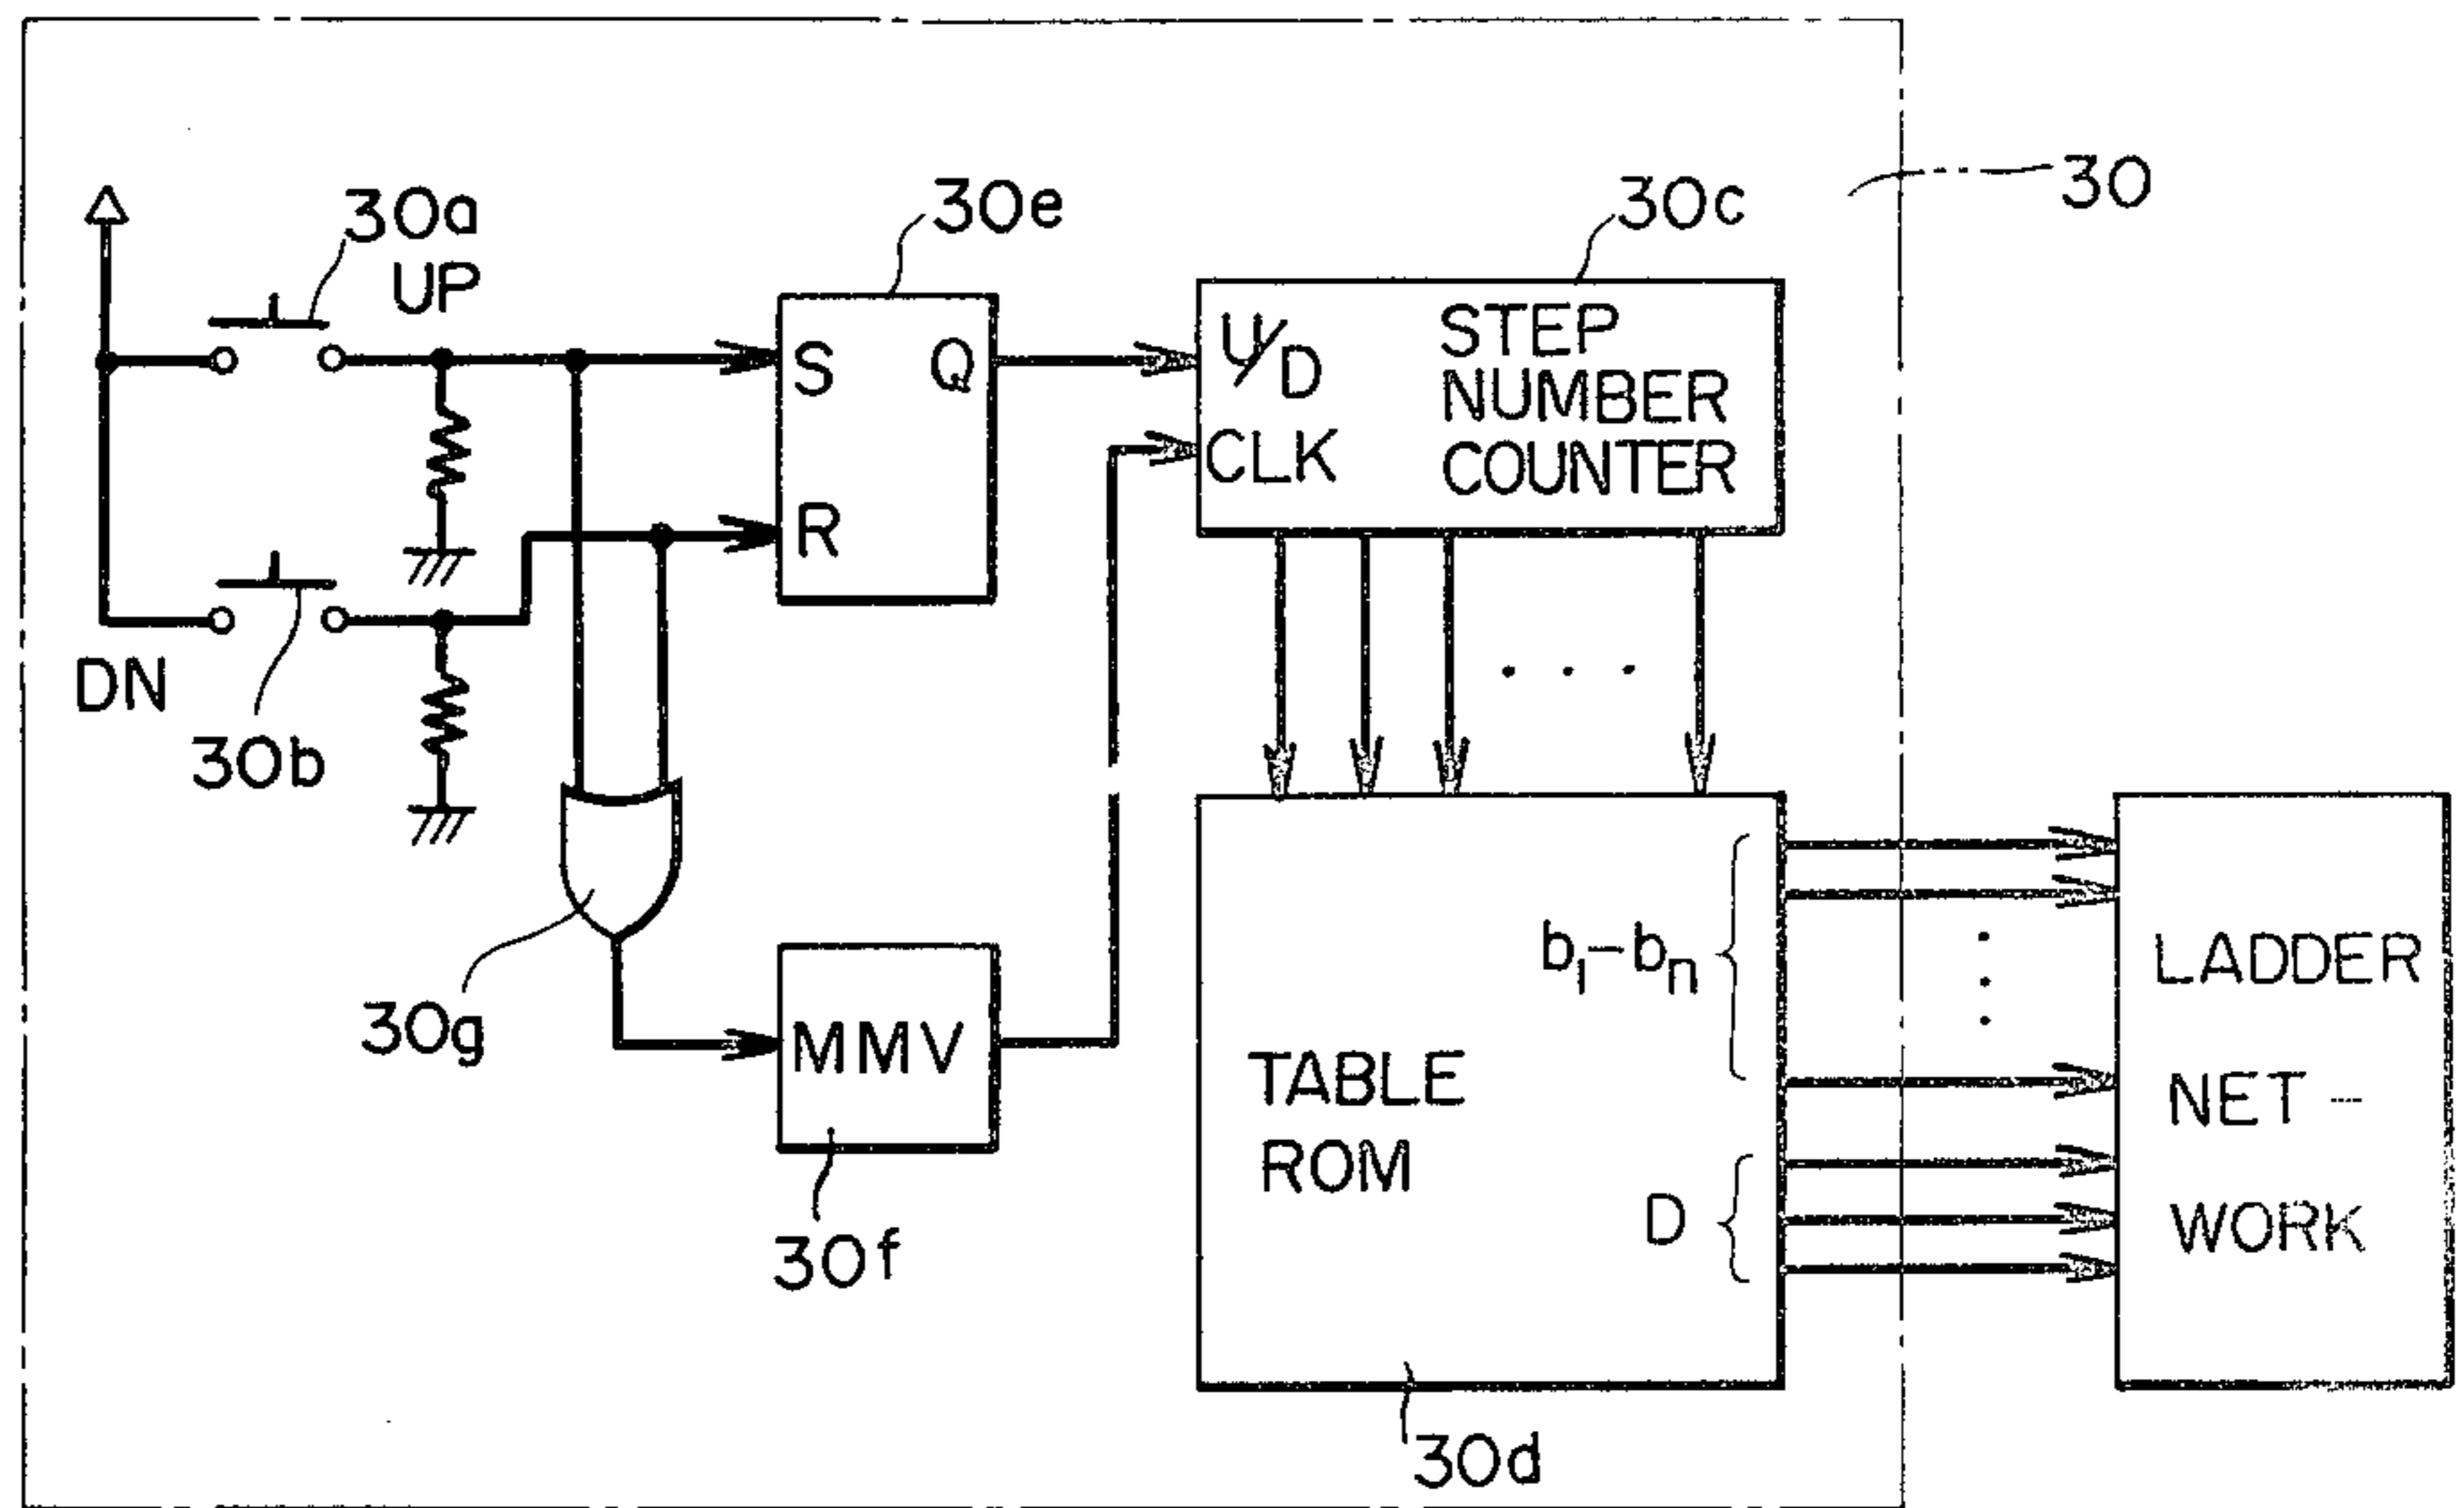 30
30a
UP
30e
30c
S
Q
R
U/D
CLK
STEP
NUMBER
COUNTER
DN
30b
30g
MMV
30f
TABLE
ROM
b1-bn
D
30d
LADDER
NET-
WORK